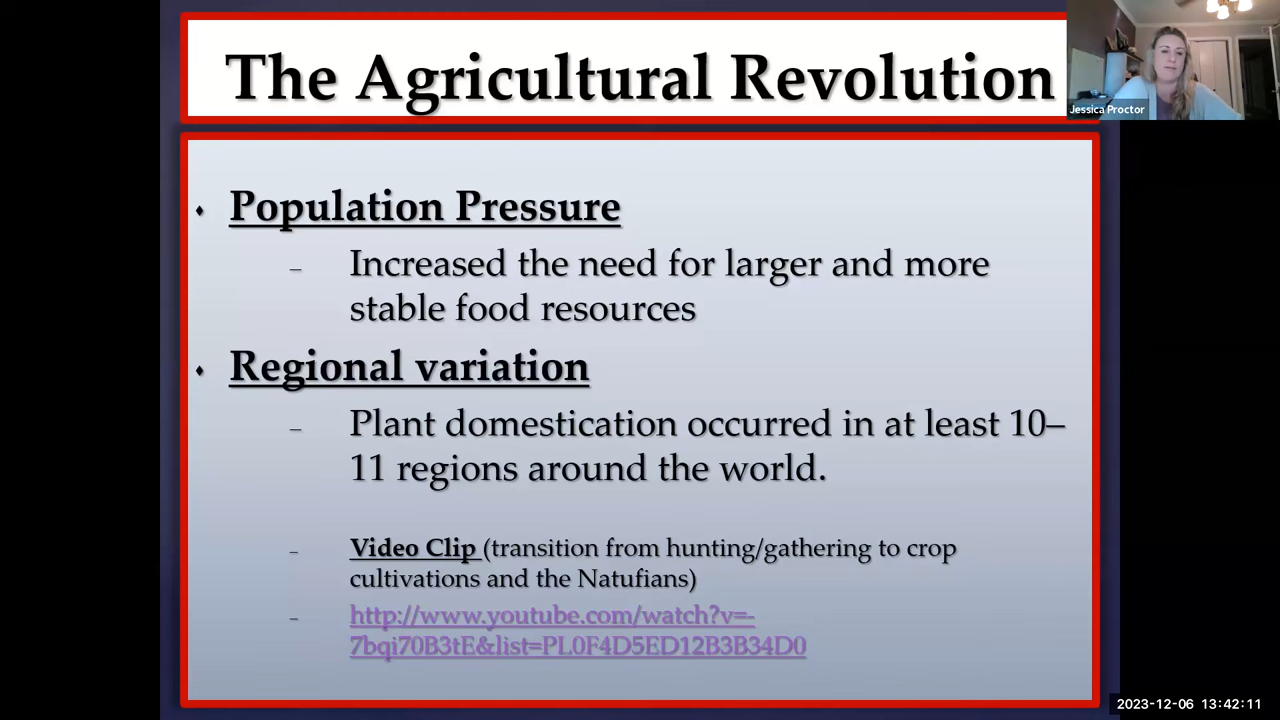 The Agricultural Revolution
Jessica Proctor
Population Pressure
– Increased the need for larger and more
stable food resources
Regional variation
– Plant domestication occurred in at least 10–
11 regions around the world.
– Video Clip (transition from hunting/gathering to crop
cultivations and the Natufians)
– http://www.youtube.com/watch?v=-
7bqi70B3tE&list=PL0F4D5ED12B3B34D0
2023-12-06 13:42:11